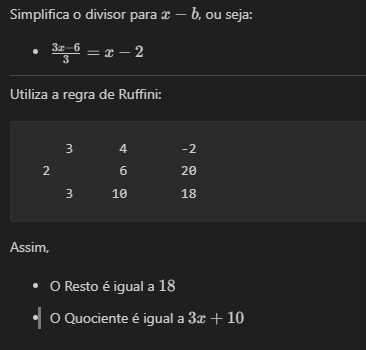 Simplifica o divisor para x − b, ou seja:
• (3x−6)/3 = x − 2
Utiliza a regra de Ruffini:
3 4 -2
2 6 20
3 10 18
Assim,
• O Resto é igual a 18
• O Quociente é igual a 3x + 10